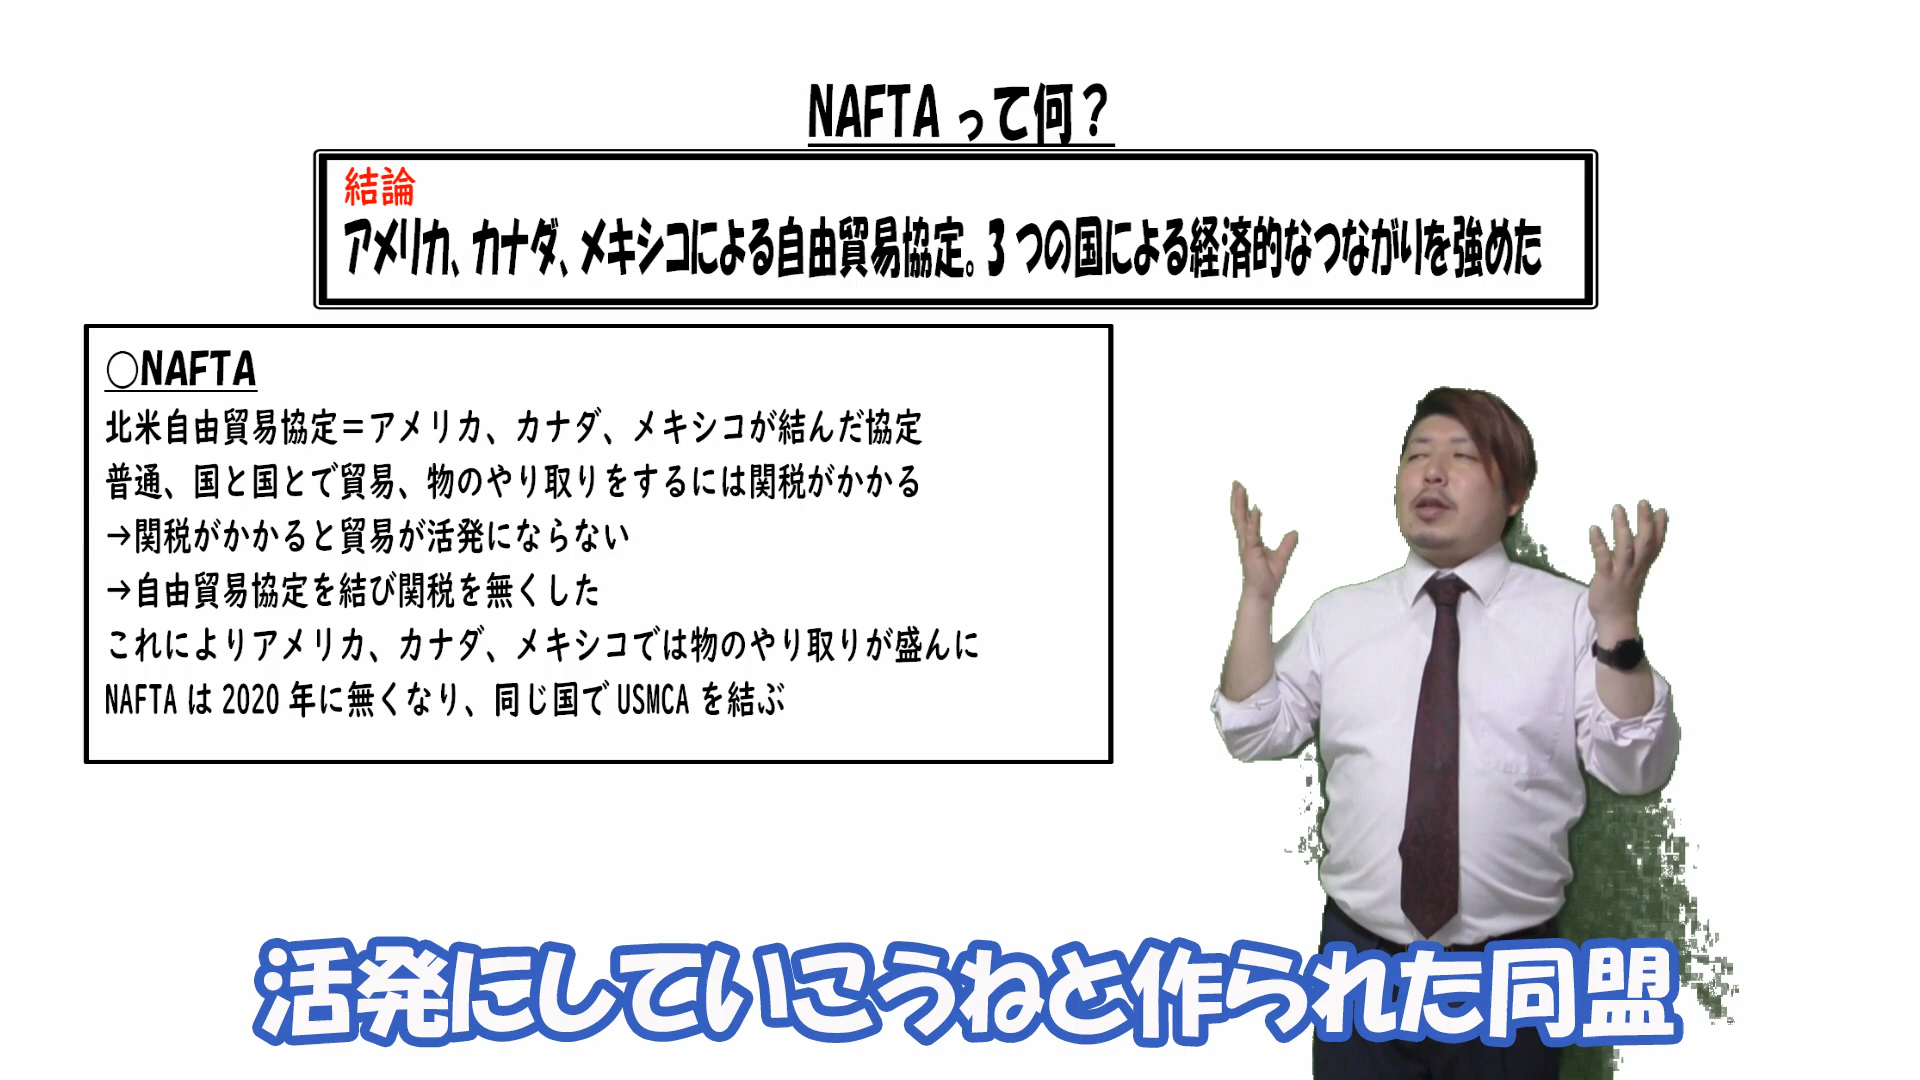 NAFTAって何？
結論
アメリカ、カナダ、メキシコによる自由貿易協定。3つの国による経済的なつながりを強めた
○NAFTA
北米自由貿易協定＝アメリカ、カナダ、メキシコが結んだ協定
普通、国と国とで貿易、物のやり取りをするには関税がかかる
→関税がかかると貿易が活発にならない
→自由貿易協定を結び関税を無くした
これによりアメリカ、カナダ、メキシコでは物のやり取りが盛んに
NAFTAは2020年に無くなり、同じ国でUSMCAを結ぶ
活発にしていこうねと作られた同盟